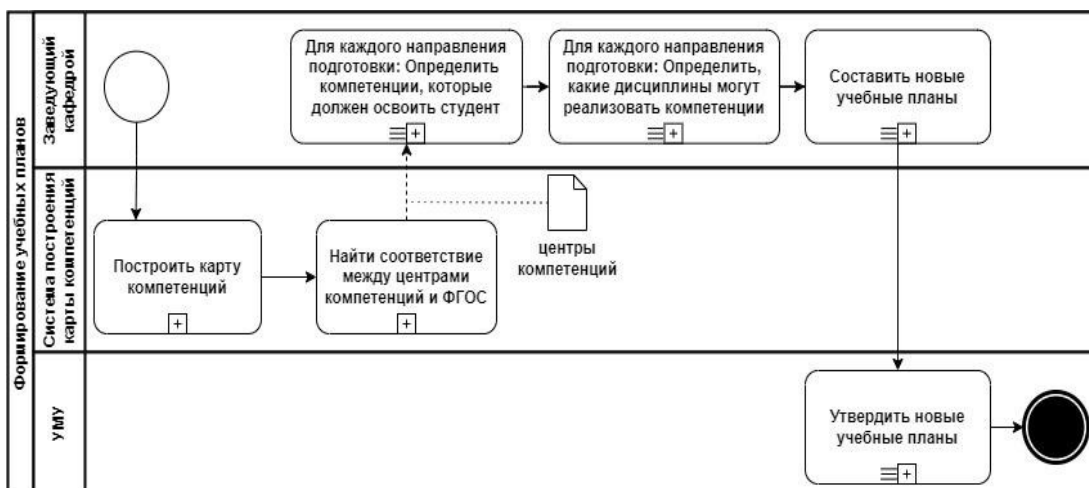 Формирование учебных планов
Заведующий
кафедрой
Для каждого направления
подготовки: Определить
компетенции, которые
должен освоить студент
Для каждого направления
подготовки: Определить,
какие дисциплины могут
реализовать компетенции
Составить новые
учебные планы
Система построения
карты компетенций
Построить карту
компетенций
Найти соответствие
между центрами
компетенций и ФГОС
центры
компетенций
УМУ
Утвердить новые
учебные планы